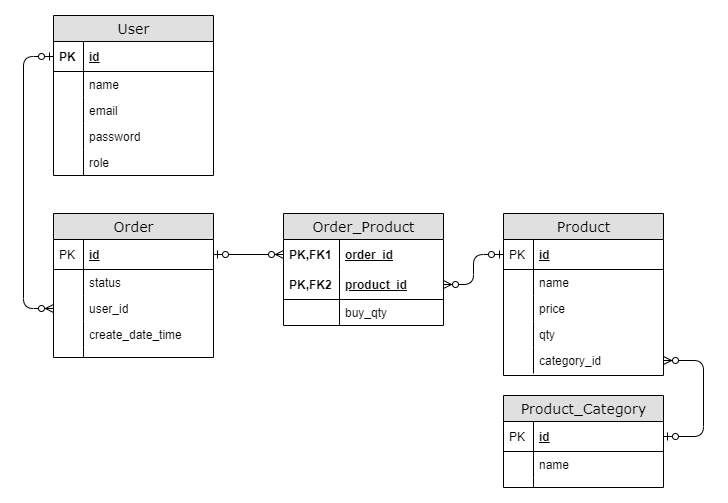 User
PK id
name
email
password
role
Order
PK id
status
user_id
create_date_time
Order_Product
PK,FK1 order_id
PK,FK2 product_id
buy_qty
Product
PK id
name
price
qty
category_id
Product_Category
PK id
name